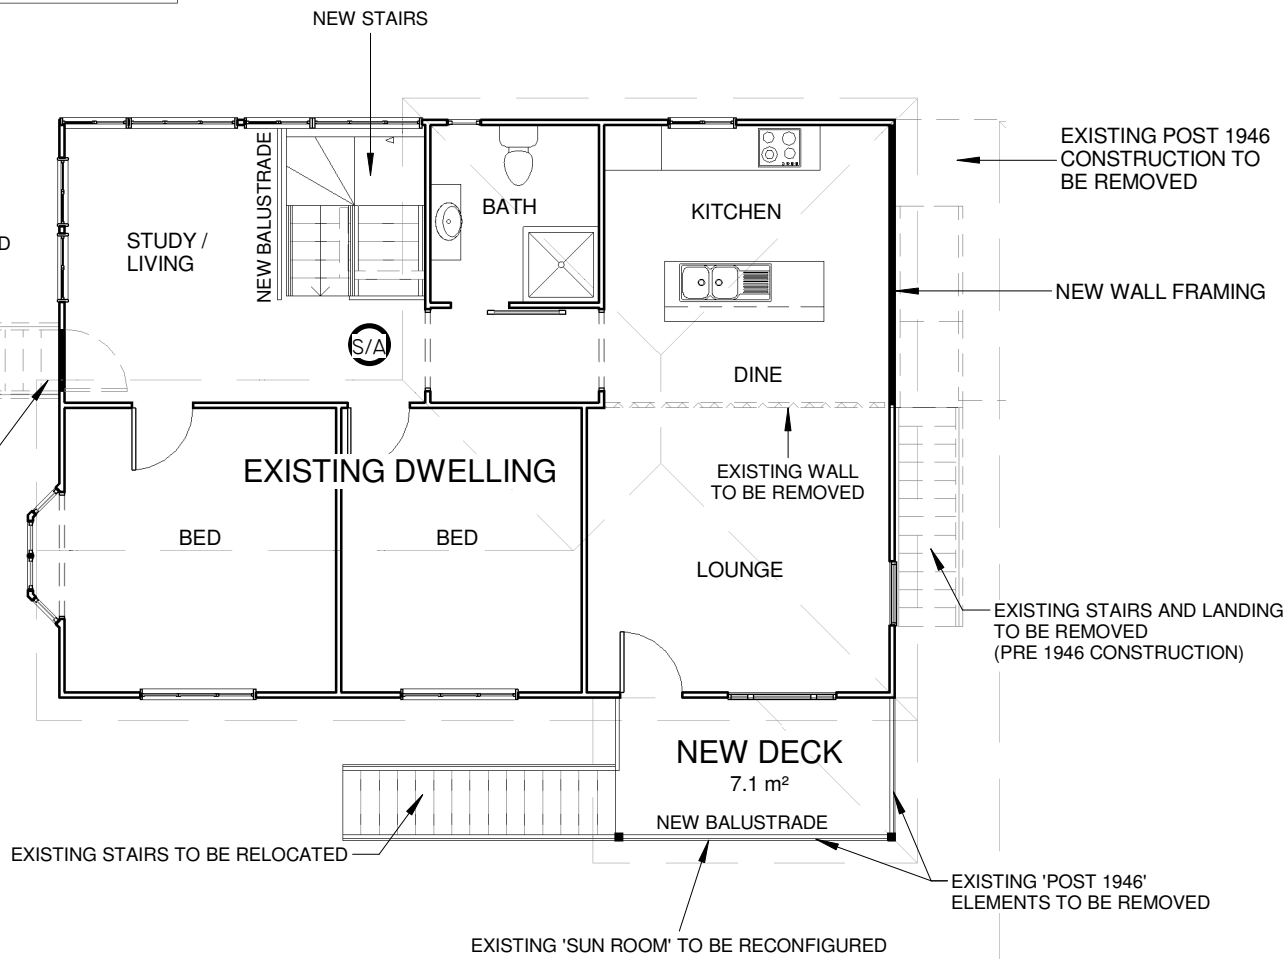 NEW STAIRS
EXISTING POST 1946
CONSTRUCTION TO
BE REMOVED
NEW BALUSTRADE
BATH
KITCHEN
D
STUDY /
LIVING
NEW WALL FRAMING
S/A
DINE
EXISTING DWELLING
EXISTING WALL
TO BE REMOVED
BED
BED
LOUNGE
EXISTING STAIRS AND LANDING
TO BE REMOVED
(PRE 1946 CONSTRUCTION)
NEW DECK
7.1 m²
NEW BALUSTRADE
EXISTING STAIRS TO BE RELOCATED
EXISTING 'POST 1946'
ELEMENTS TO BE REMOVED
EXISTING 'SUN ROOM' TO BE RECONFIGURED